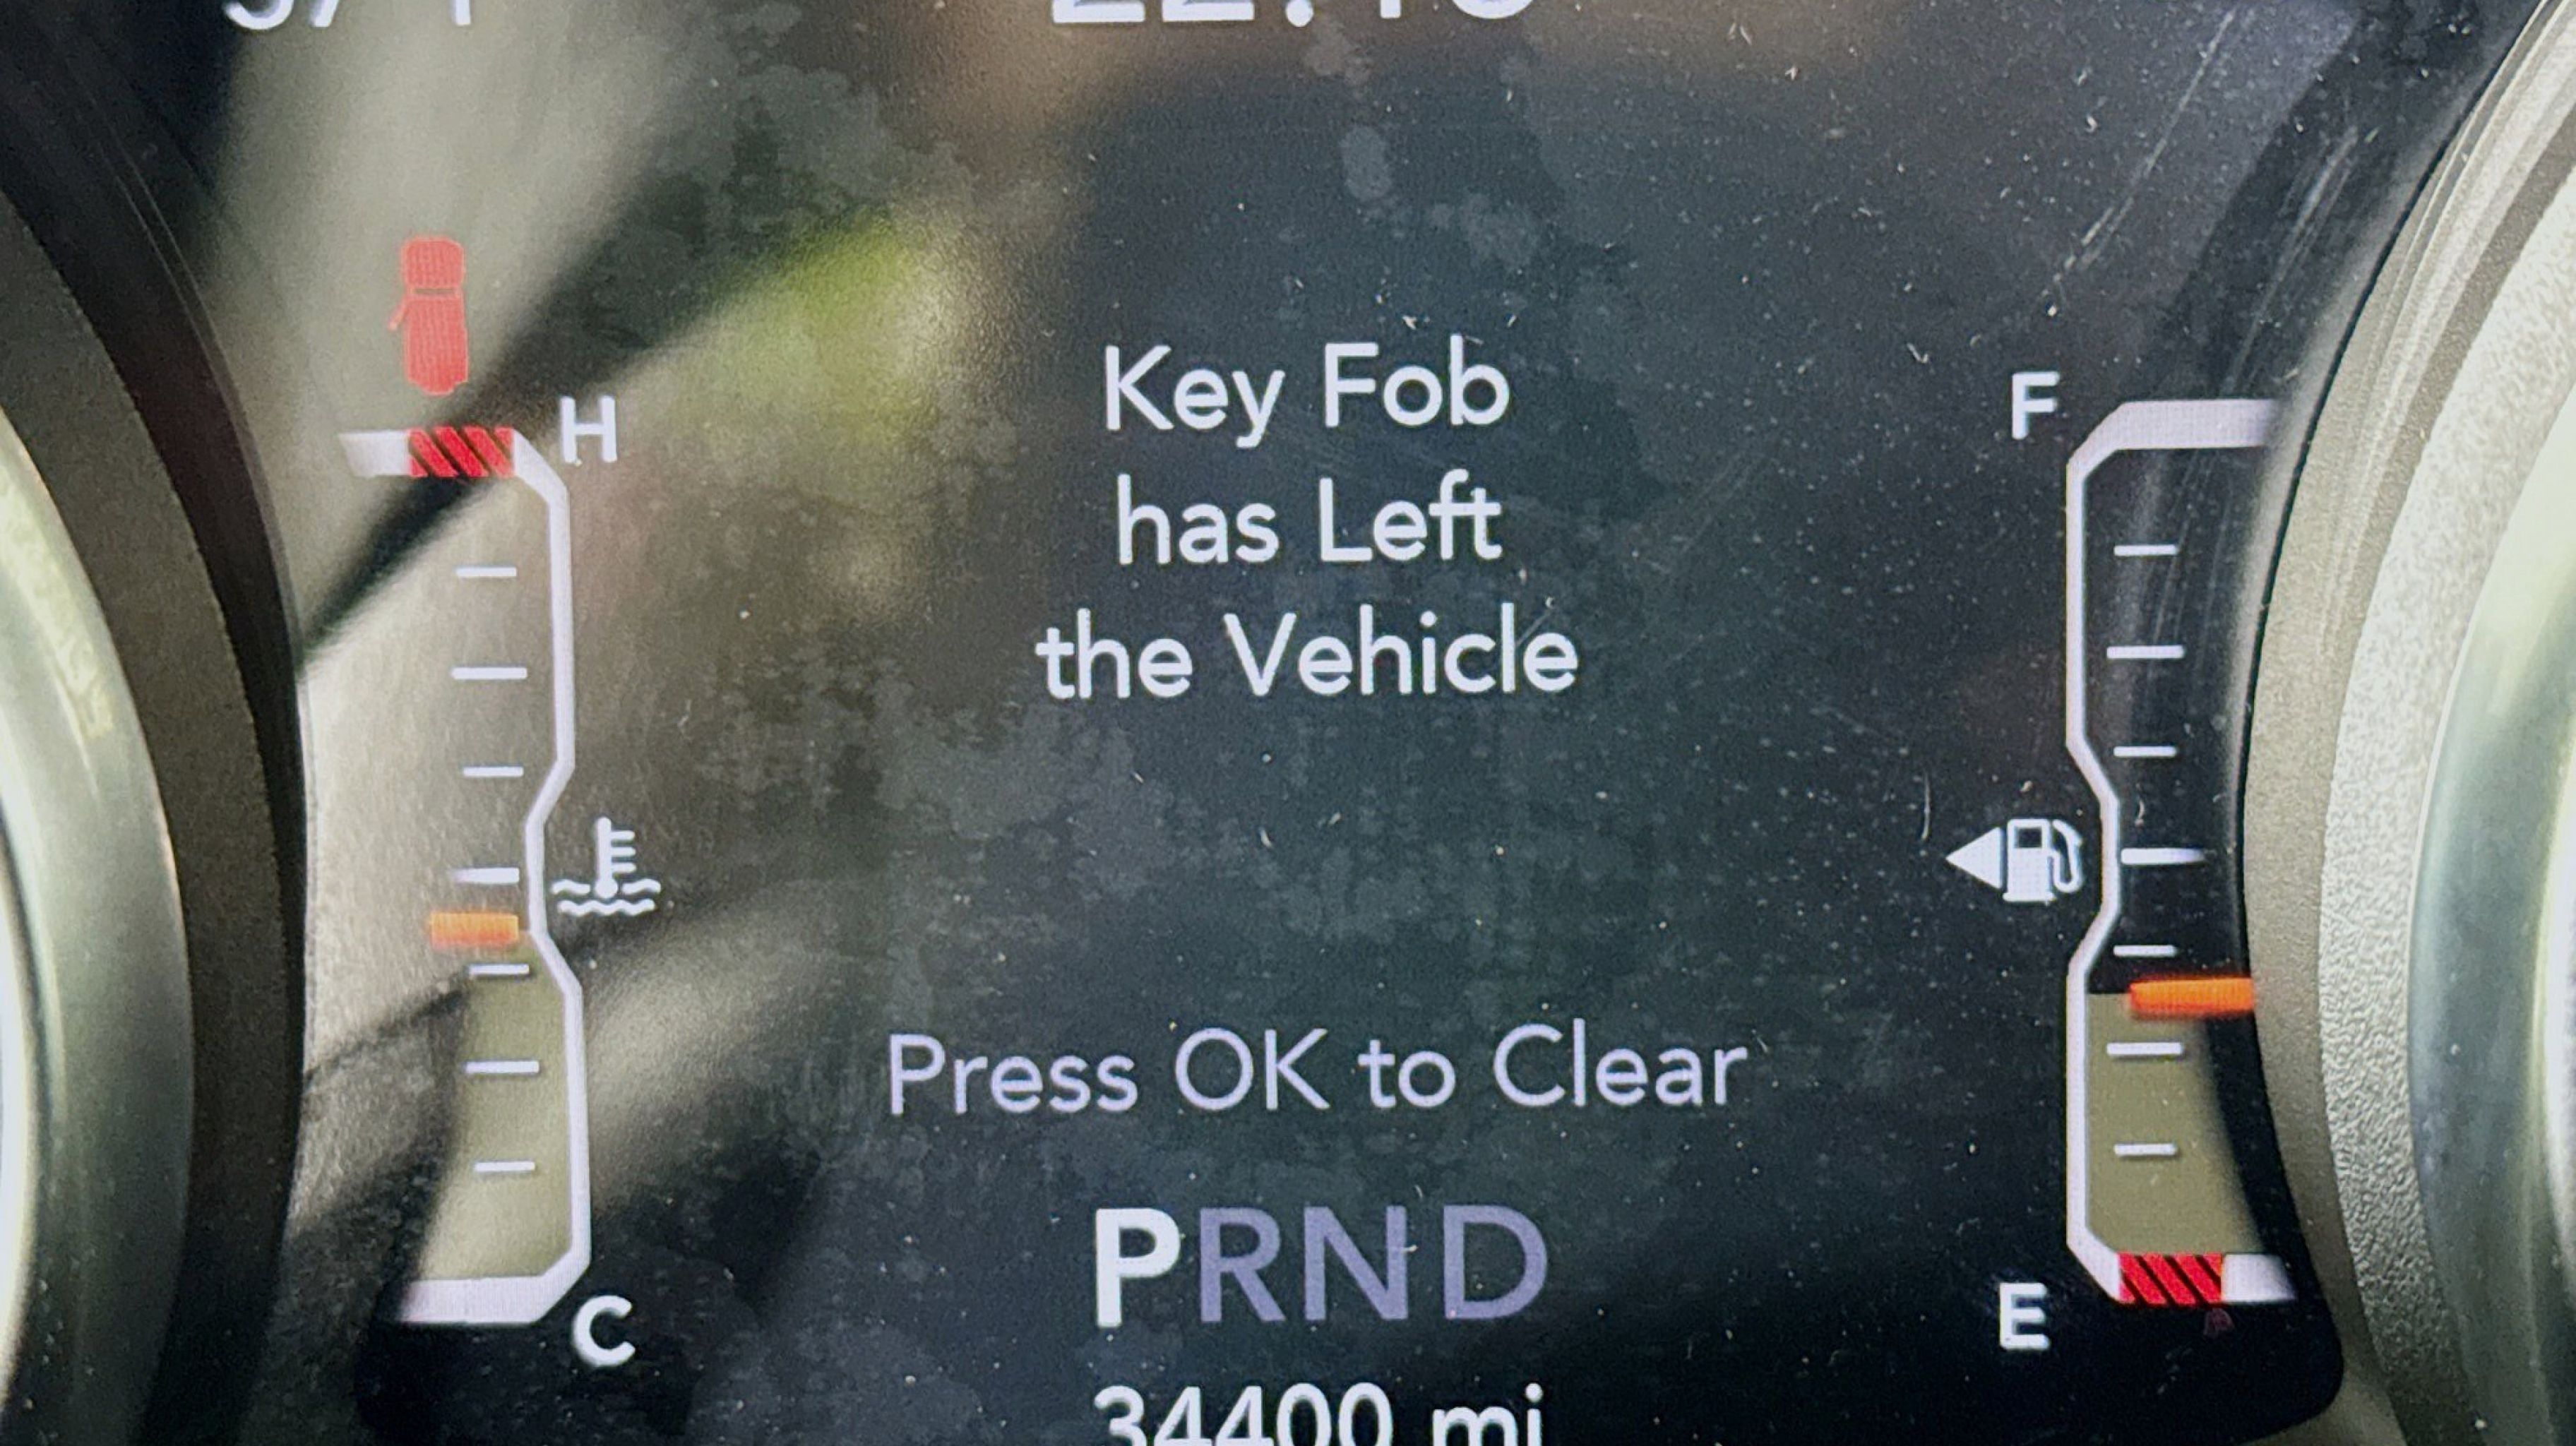 H
F
Key Fob
has Left
the Vehicle
Press OK to Clear
PRND
C
E
34400 mi